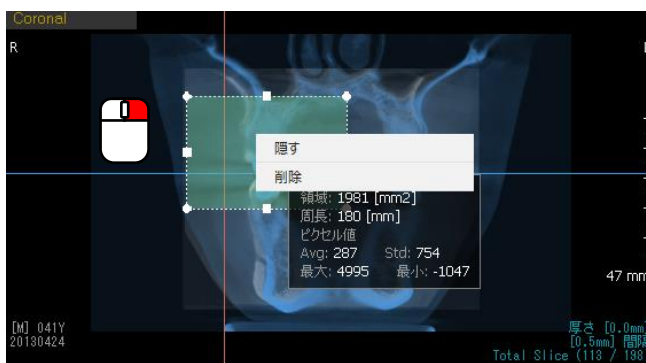 Coronal
R
隠す
削除
領域: 1981 [mm2]
周長: 180 [mm]
ピクセル値
Avg: 287 Std: 754
最大: 4995 最小: -1047
47 mm
[M] 041Y
20130424
厚さ [0.0mm]
[0.5mm] 間隔
Total Slice (113 / 198